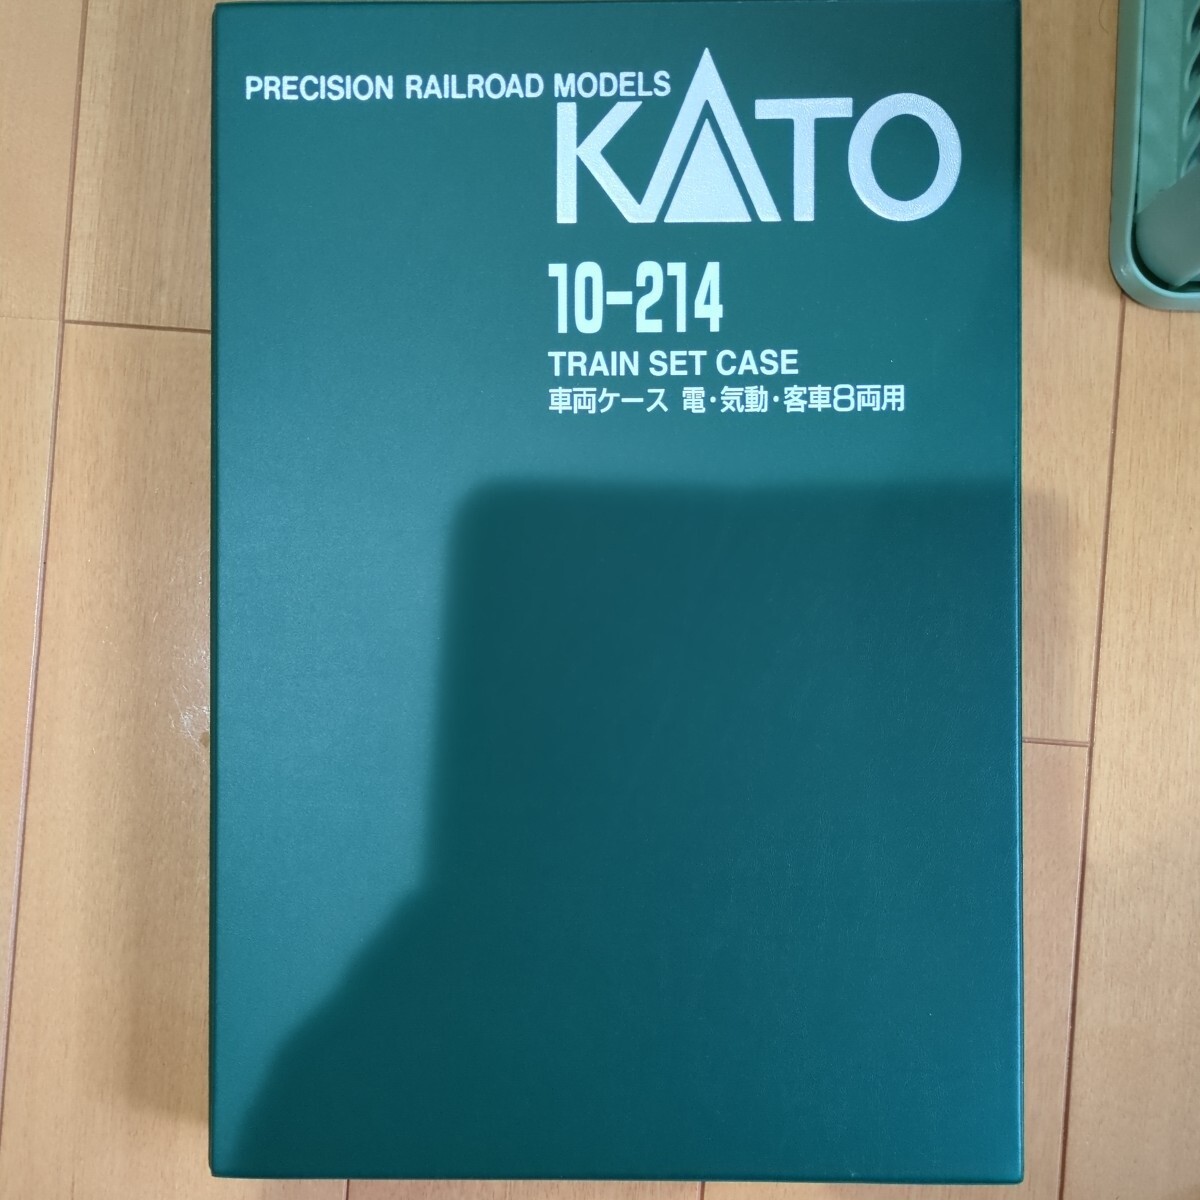 PRECISION RAILROAD MODELS
KATO
10-214
TRAIN SET CASE
車両ケース 電・気動・客車8両用